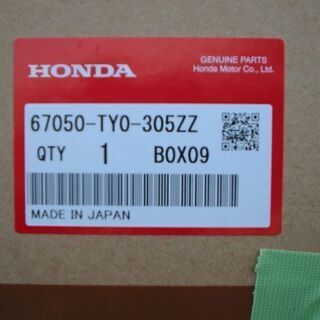 GENUINE PARTS
HONDA Honda Motor Co., Ltd.
67050-TY0-305ZZ
QTY 1 BOX09
MADE IN JAPAN